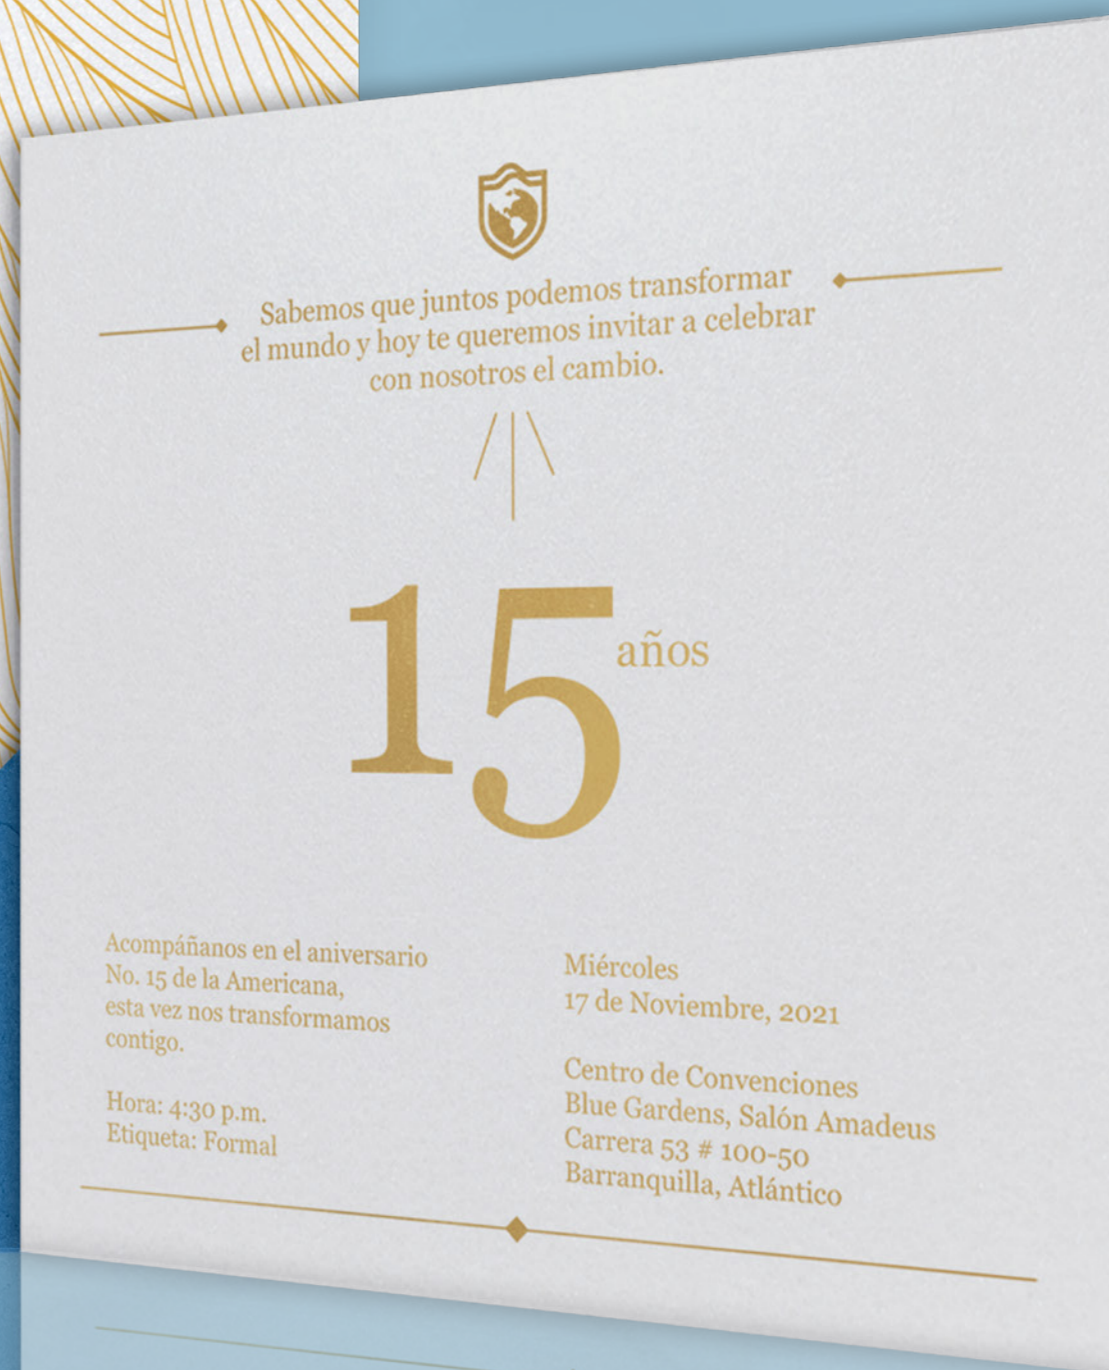 Sabemos que juntos podemos transformar
el mundo y hoy te queremos invitar a celebrar
con nosotros el cambio.
15
años
Acompáñanos en el aniversario
No. 15 de la Americana,
esta vez nos transformamos
contigo.
Hora: 4:30 p.m.
Etiqueta: Formal
Miércoles
17 de Noviembre, 2021
Centro de Convenciones
Blue Gardens, Salón Amadeus
Carrera 53 # 100-50
Barranquilla, Atlántico